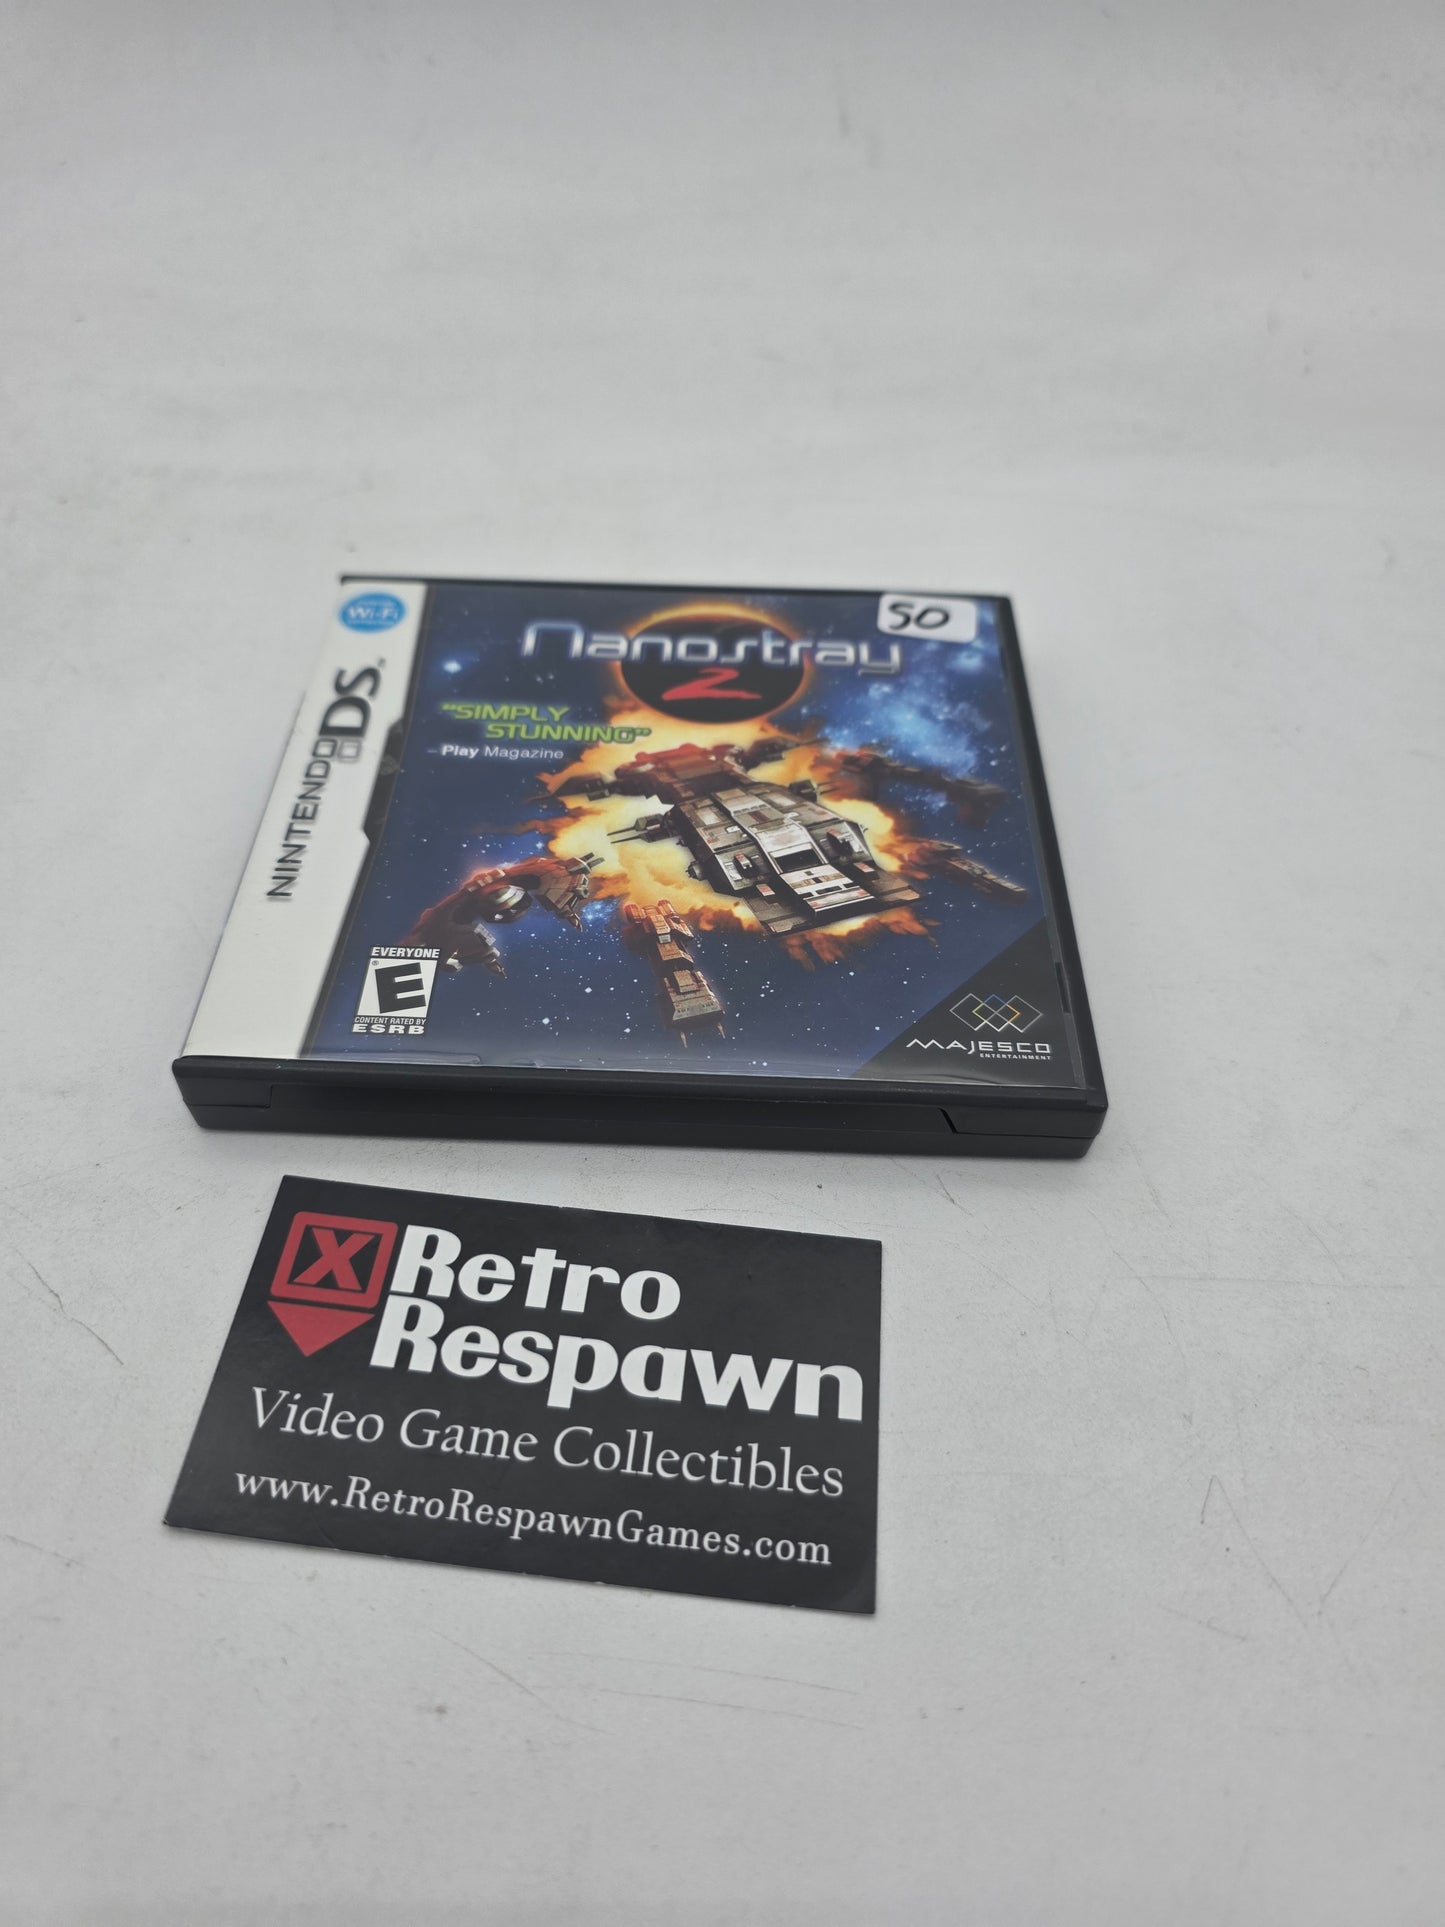 Wi-Fi
NINTENDO DS
TM
50
Nanostray
2
"SIMPLY
STUNNING"
– Play Magazine
EVERYONE
E
®
CONTENT RATED BY
ESRB
MAJESCO
ENTERTAINMENT
X Retro
Respawn
Video Game Collectibles
www.RetroRespawnGames.com